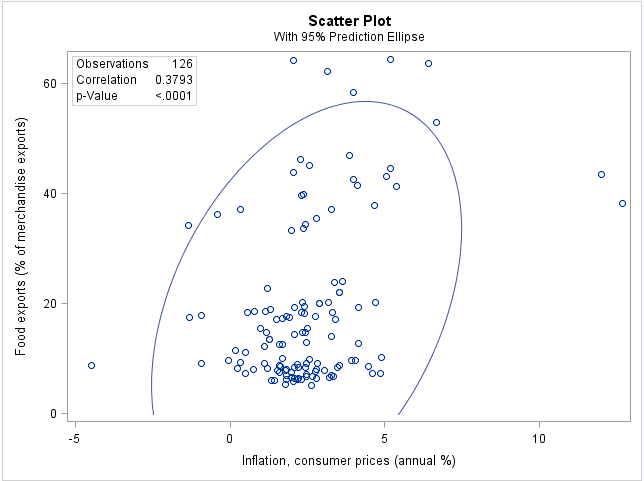 Scatter Plot
With 95% Prediction Ellipse
Observations 126
Correlation 0.3793
p-Value <.0001
Food exports (% of merchandise exports)
60
40
20
0
-5 0 5 10
Inflation, consumer prices (annual %)